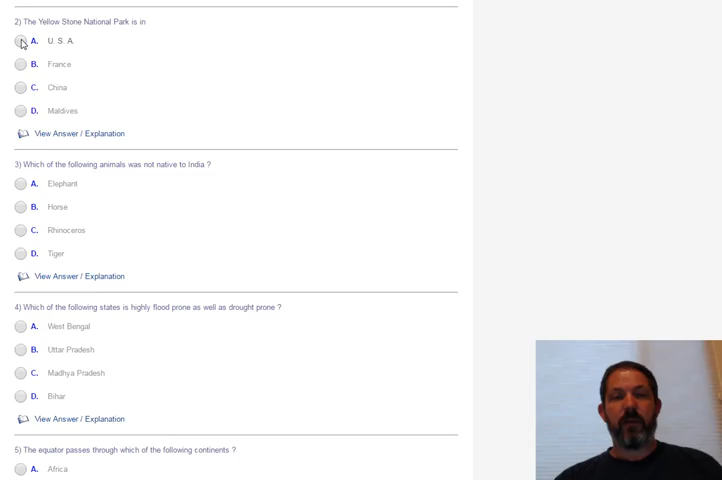 2) The Yellow Stone National Park is in
A. U. S. A.
B. France
C. China
D. Maldives
View Answer / Explanation
3) Which of the following animals was not native to India ?
A. Elephant
B. Horse
C. Rhinoceros
D. Tiger
View Answer / Explanation
4) Which of the following states is highly flood prone as well as drought prone ?
A. West Bengal
B. Uttar Pradesh
C. Madhya Pradesh
D. Bihar
View Answer / Explanation
5) The equator passes through which of the following continents ?
A. Africa